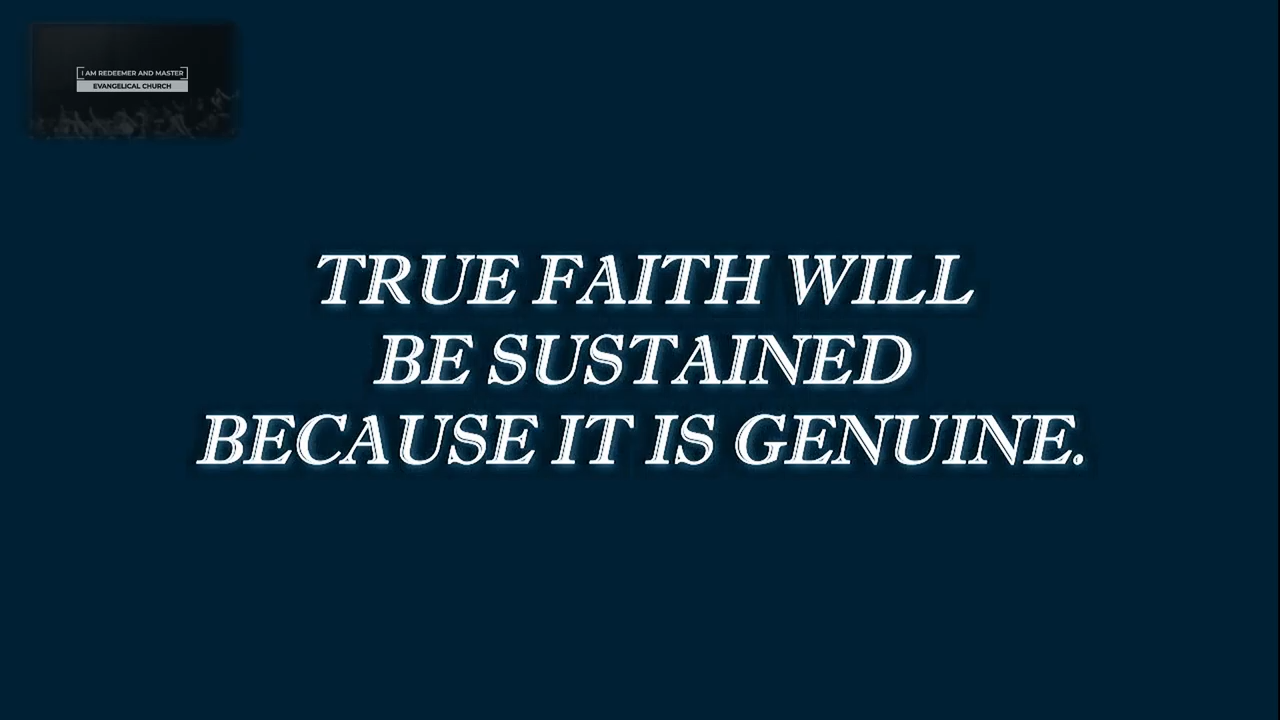 I AM REDEEMER AND MASTER
EVANGELICAL CHURCH
TRUE FAITH WILL
BE SUSTAINED
BECAUSE IT IS GENUINE.